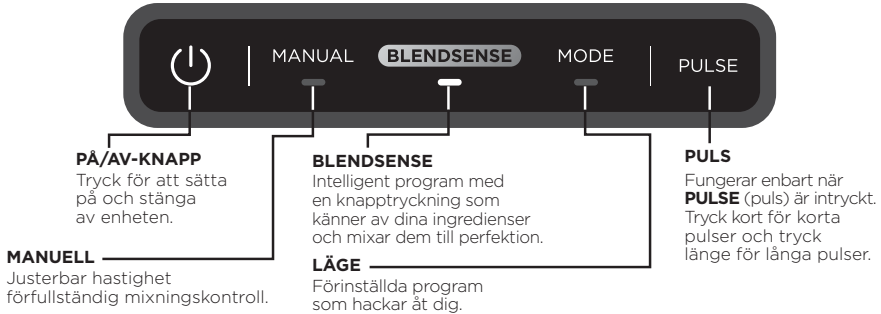 MANUAL BLENDSENSE MODE PULSE
PÅ/AV-KNAPP
Tryck för att sätta
på och stänga
av enheten.
MANUELL
Justerbar hastighet
förfullständig mixningskontroll.
BLENDSENSE
Intelligent program med
en knapptryckning som
känner av dina ingredienser
och mixar dem till perfektion.
LÄGE
Förinställda program
som hackar åt dig.
PULS
Fungerar enbart när
PULSE (puls) är intryckt.
Tryck kort för korta
pulser och tryck
länge för långa pulser.